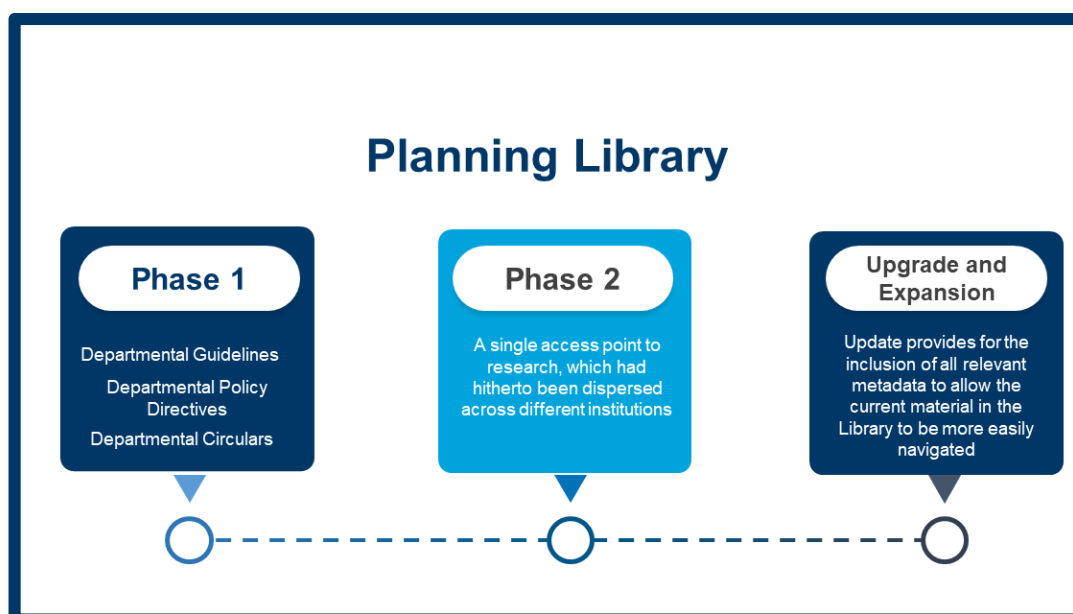 Planning Library
Phase 1
Departmental Guidelines
Departmental Policy
Directives
Departmental Circulars
Phase 2
A single access point to
research, which had
hitherto been dispersed
across different institutions
Upgrade and
Expansion
Update provides for the
inclusion of all relevant
metadata to allow the
current material in the
Library to be more easily
navigated